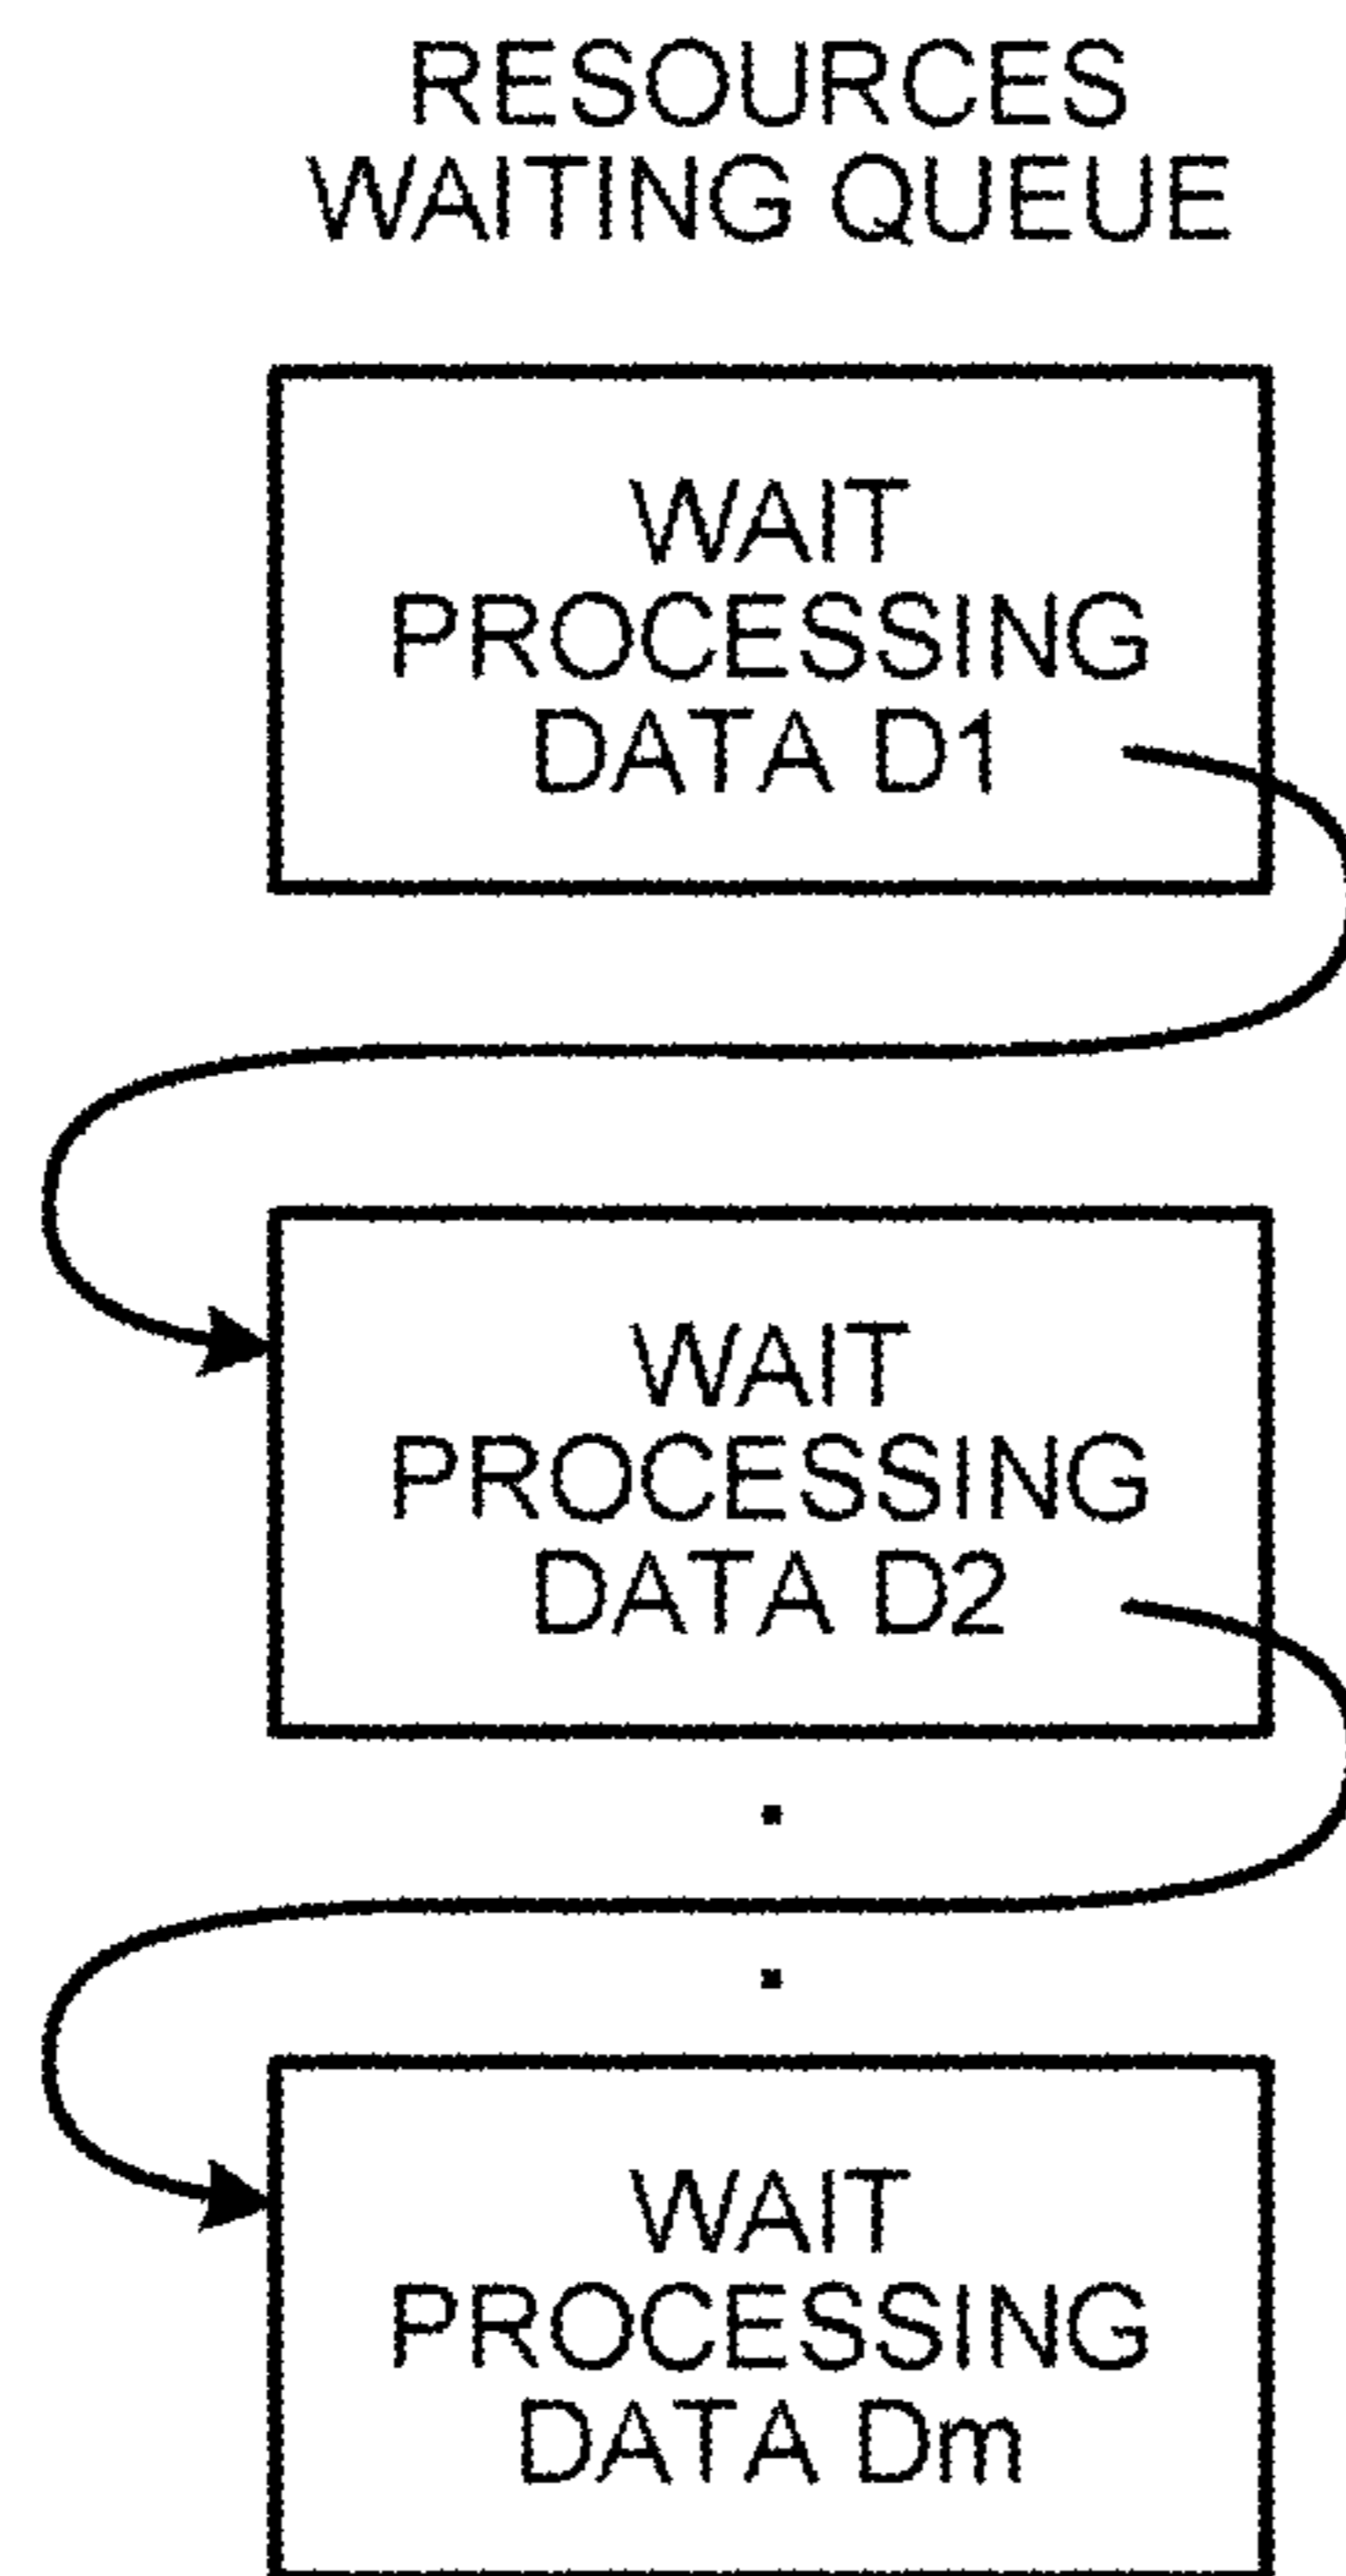 RESOURCES
WAITING QUEUE
WAIT
PROCESSING
DATA D1
WAIT
PROCESSING
DATA D2
WAIT
PROCESSING
DATA Dm